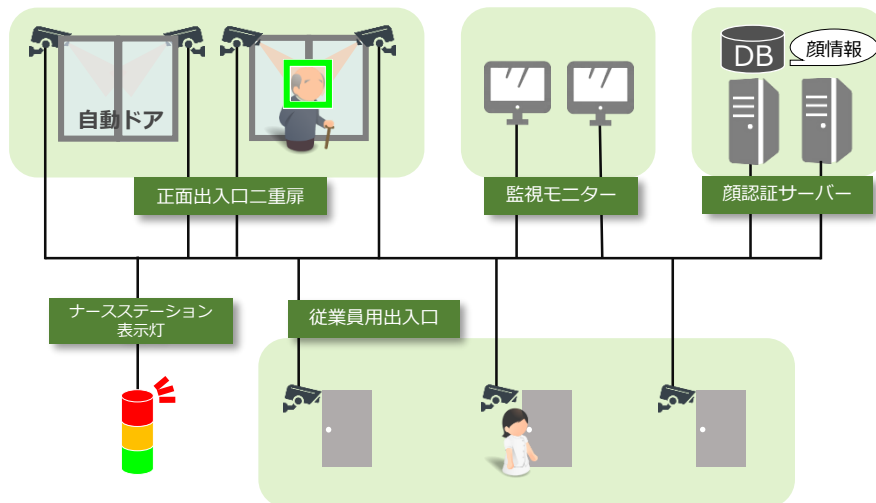 DB
顔情報
自動ドア
正面出入口二重扉
監視モニター
顔認証サーバー
ナースステーション
表示灯
従業員用出入口